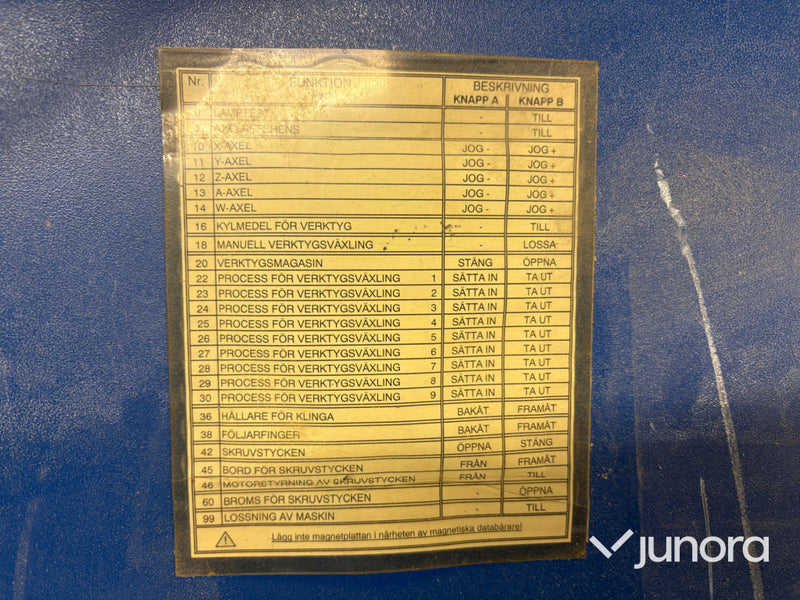 Nr. FUNKTION BESKRIVNING
KNAPP A KNAPP B
0 LAMPTEST - TILL
- TILL
10 X-AXEL JOG - JOG +
11 Y-AXEL JOG - JOG +
12 Z-AXEL JOG - JOG +
13 A-AXEL JOG - JOG +
14 W-AXEL JOG - JOG +
16 KYLMEDEL FÖR VERKTYG - TILL
18 MANUELL VERKTYGSVÄXLING - LOSSA
20 VERKTYGSMAGASIN STÄNG ÖPPNA
22 PROCESS FÖR VERKTYGSVÄXLING 1 SÄTTA IN TA UT
23 PROCESS FÖR VERKTYGSVÄXLING 2 SÄTTA IN TA UT
24 PROCESS FÖR VERKTYGSVÄXLING 3 SÄTTA IN TA UT
25 PROCESS FÖR VERKTYGSVÄXLING 4 SÄTTA IN TA UT
26 PROCESS FÖR VERKTYGSVÄXLING 5 SÄTTA IN TA UT
27 PROCESS FÖR VERKTYGSVÄXLING 6 SÄTTA IN TA UT
28 PROCESS FÖR VERKTYGSVÄXLING 7 SÄTTA IN TA UT
29 PROCESS FÖR VERKTYGSVÄXLING 8 SÄTTA IN TA UT
30 PROCESS FÖR VERKTYGSVÄXLING 9 SÄTTA IN TA UT
36 HÅLLARE FÖR KLINGA BAKÅT FRAMÅT
38 FÖLJARFINGER BAKÅT FRAMÅT
42 SKRUVSTYCKEN ÖPPNA STÄNG
45 BORD FÖR SKRUVSTYCKEN FRÅN FRAMÅT
46 MOTORSTYRNING AV SKRUVSTYCKEN FRÅN TILL
60 BROMS FÖR SKRUVSTYCKEN - ÖPPNA
99 LOSSNING AV MASKIN - TILL
Lägg inte magnetplattan i närheten av magnetiska databärare!
junora